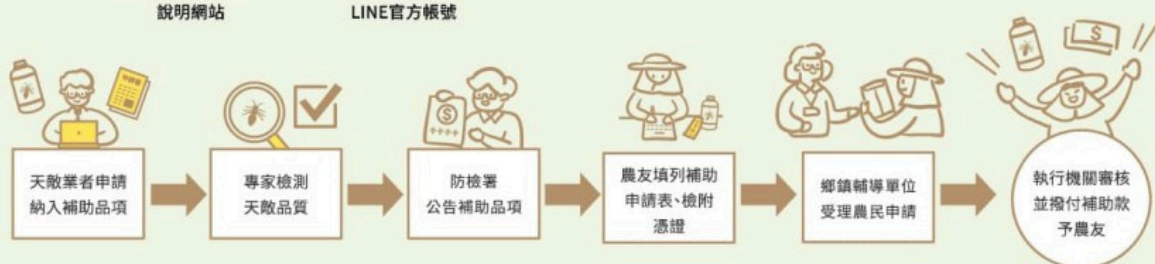 說明網站
LINE官方帳號
申請書
天敵業者申請
納入補助品項
專家檢測
天敵品質
防檢署
公告補助品項
農友填列補助
申請表、檢附
憑證
鄉鎮輔導單位
受理農民申請
執行機關審核
並撥付補助款
予農友